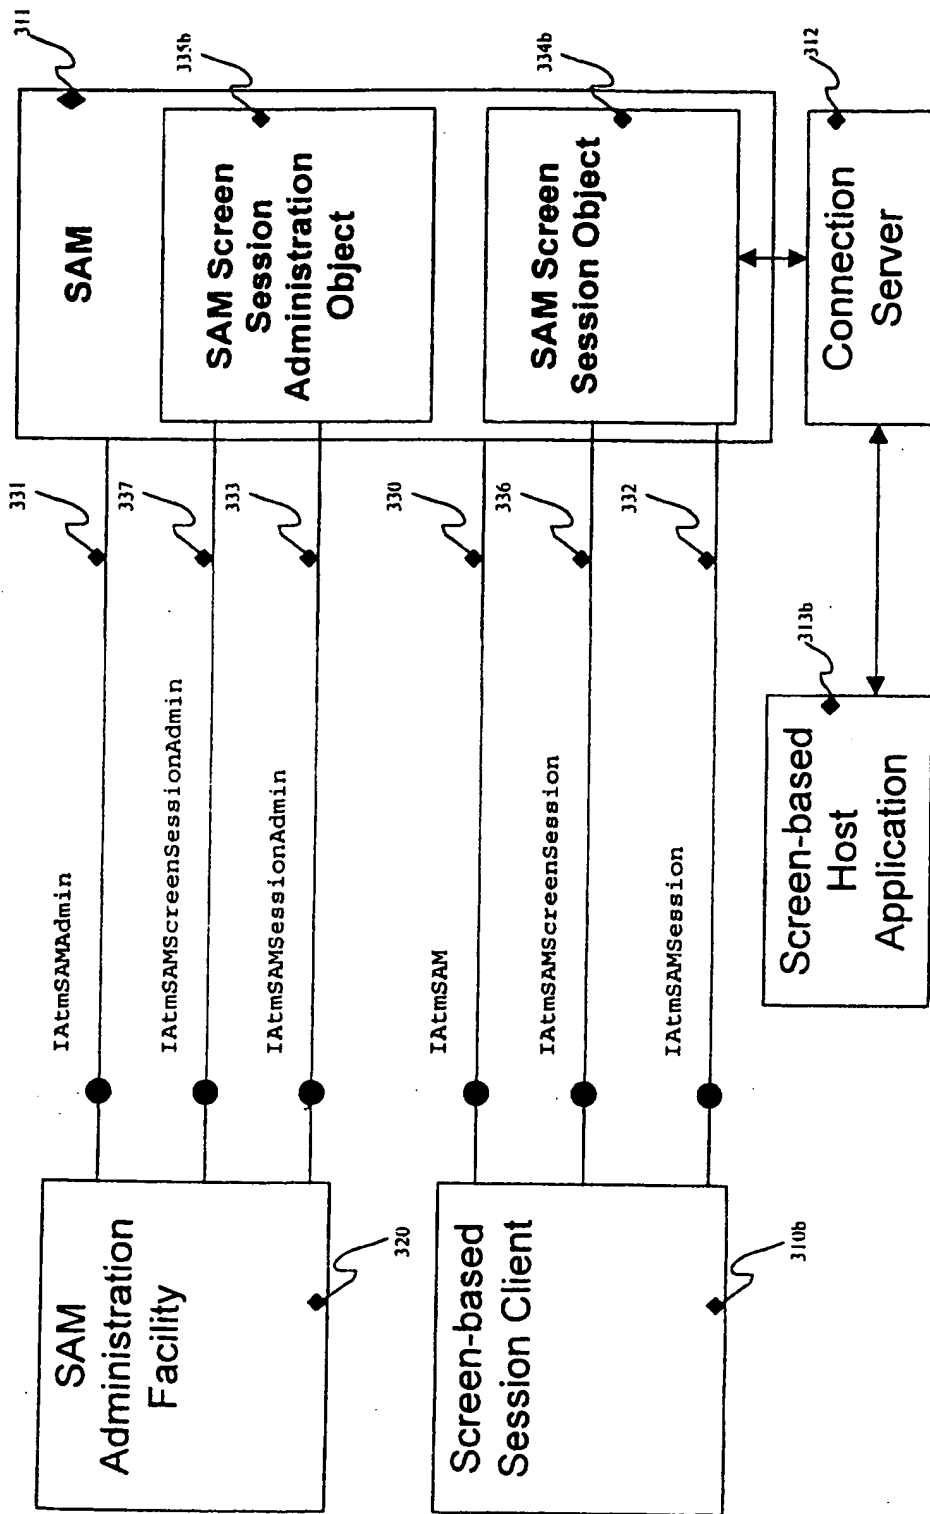 SAM
Administration
Facility
320
Screen-based
Session Client
310b
IAtmSAMAdmin
331
IAtmSAMScreenSessionAdmin
337
IAtmSAMSessionAdmin
333
IAtmSAM
330
IAtmSAMScreenSession
336
IAtmSAMSession
332
SAM
311
SAM Screen
Session
Administration
Object
335b
SAM Screen
Session Object
334b
Screen-based
Host
Application
313b
Connection
Server
312